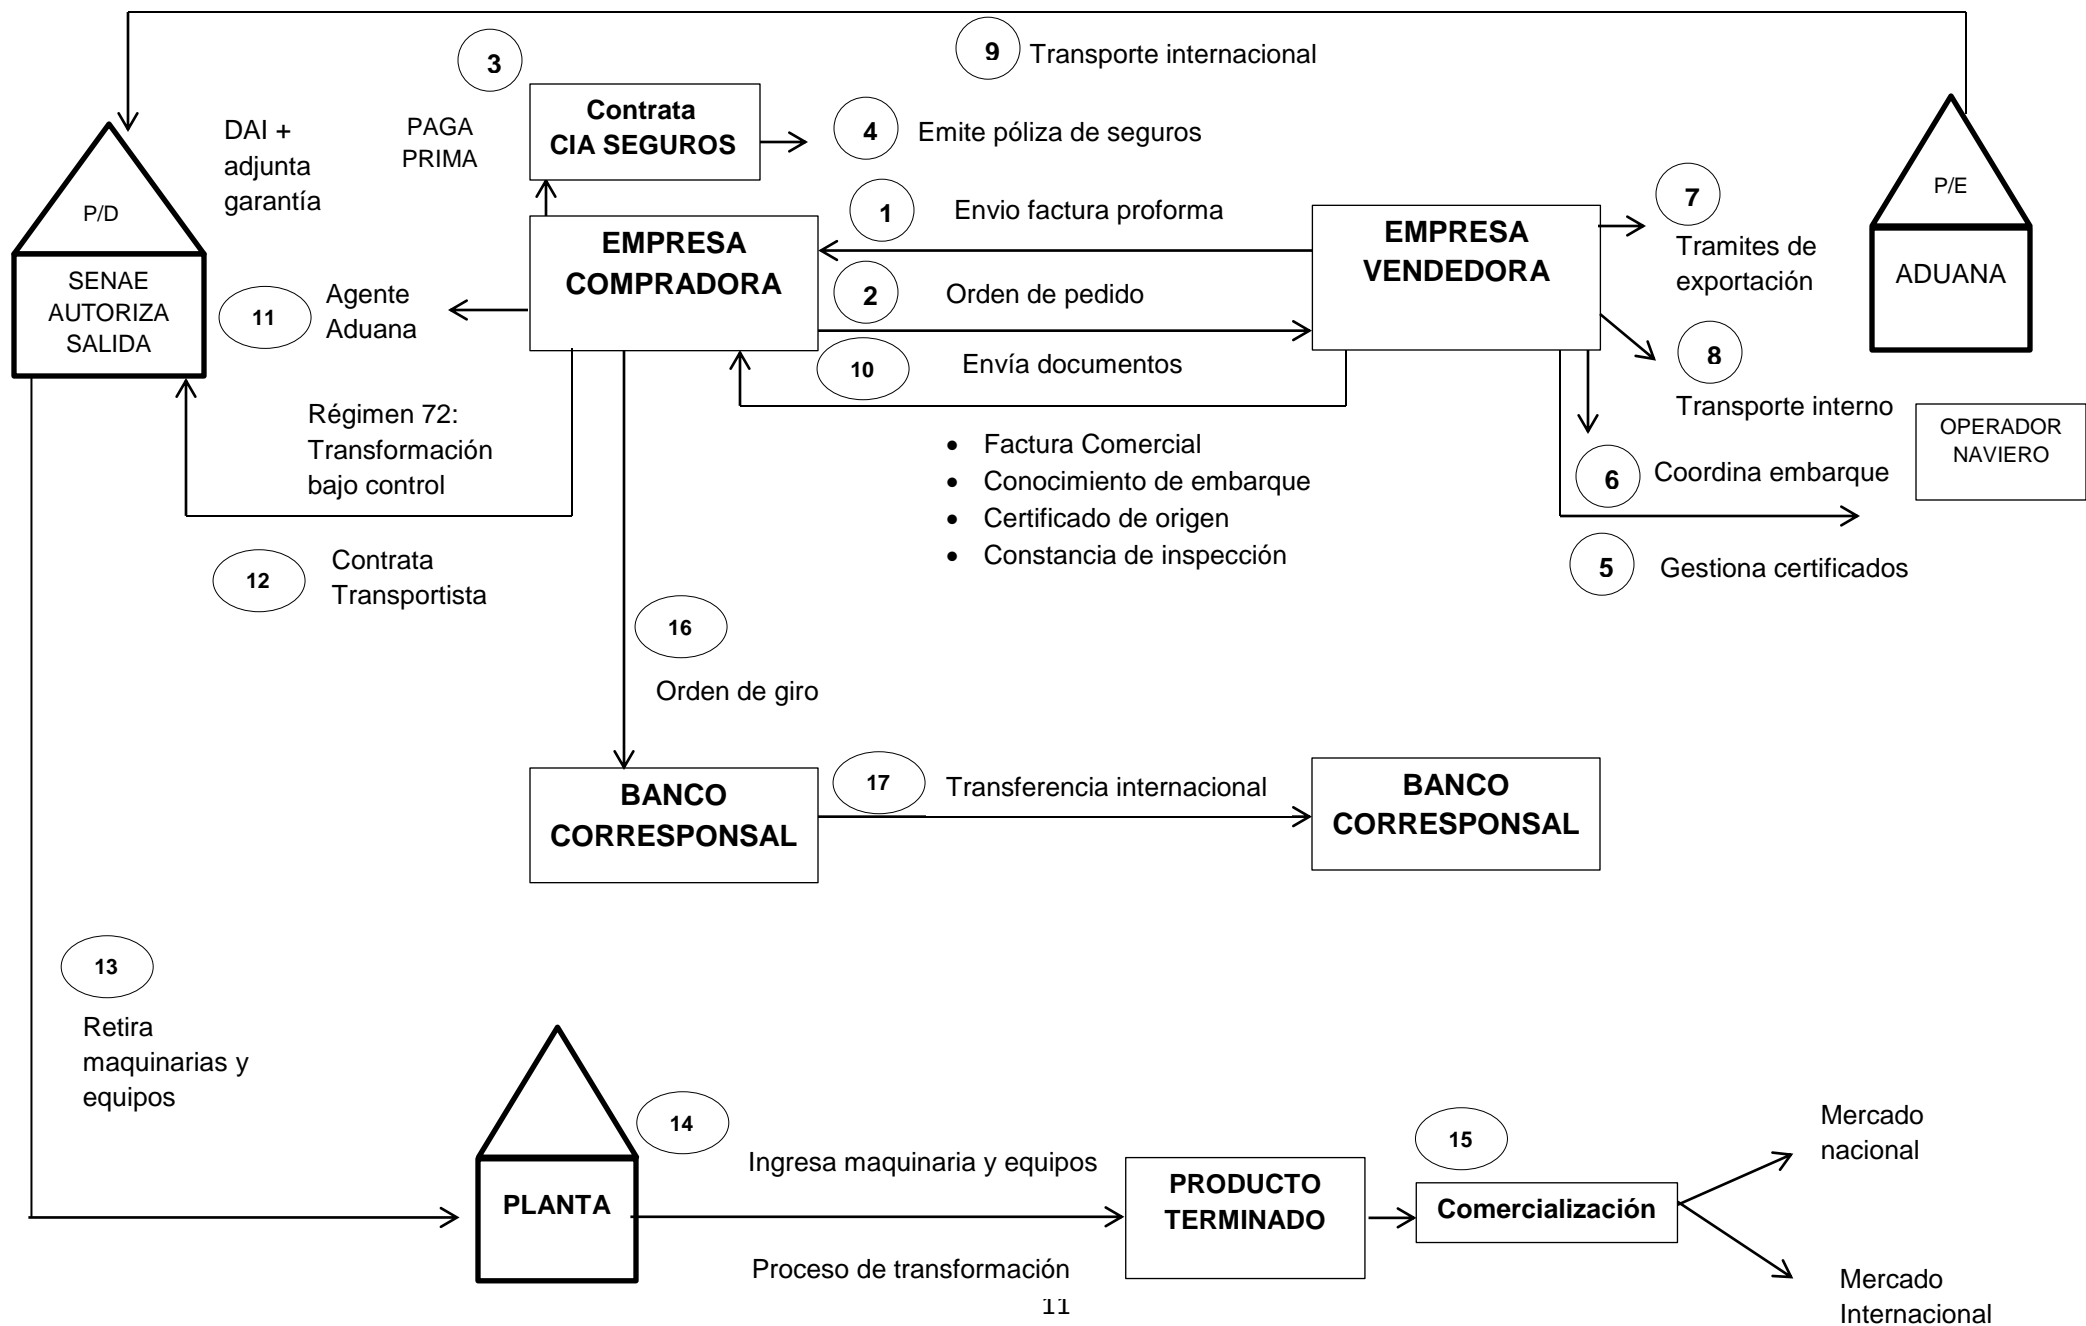 9
Transporte internacional
3
Contrata
CIA SEGUROS
PAGA
PRIMA
4
Emite póliza de seguros
DAI +
adjunta
garantía
P/D
SENAE
AUTORIZA
SALIDA
1
Envio factura proforma
EMPRESA
COMPRADORA
2
Orden de pedido
EMPRESA
VENDEDORA
7
Tramites de
exportación
P/E
ADUANA
11
Agente
Aduana
10
Envía documentos
8
Transporte interno
OPERADOR
NAVIERO
Régimen 72:
Transformación
bajo control
• Factura Comercial
• Conocimiento de embarque
• Certificado de origen
• Constancia de inspección
6
Coordina embarque
5
Gestiona certificados
12
Contrata
Transportista
16
Orden de giro
BANCO
CORRESPONSAL
17
Transferencia internacional
BANCO
CORRESPONSAL
13
Retira
maquinarias y
equipos
PLANTA
14
Ingresa maquinaria y equipos
Proceso de transformación
PRODUCTO
TERMINADO
15
Comercialización
Mercado
nacional
Mercado
Internacional
11